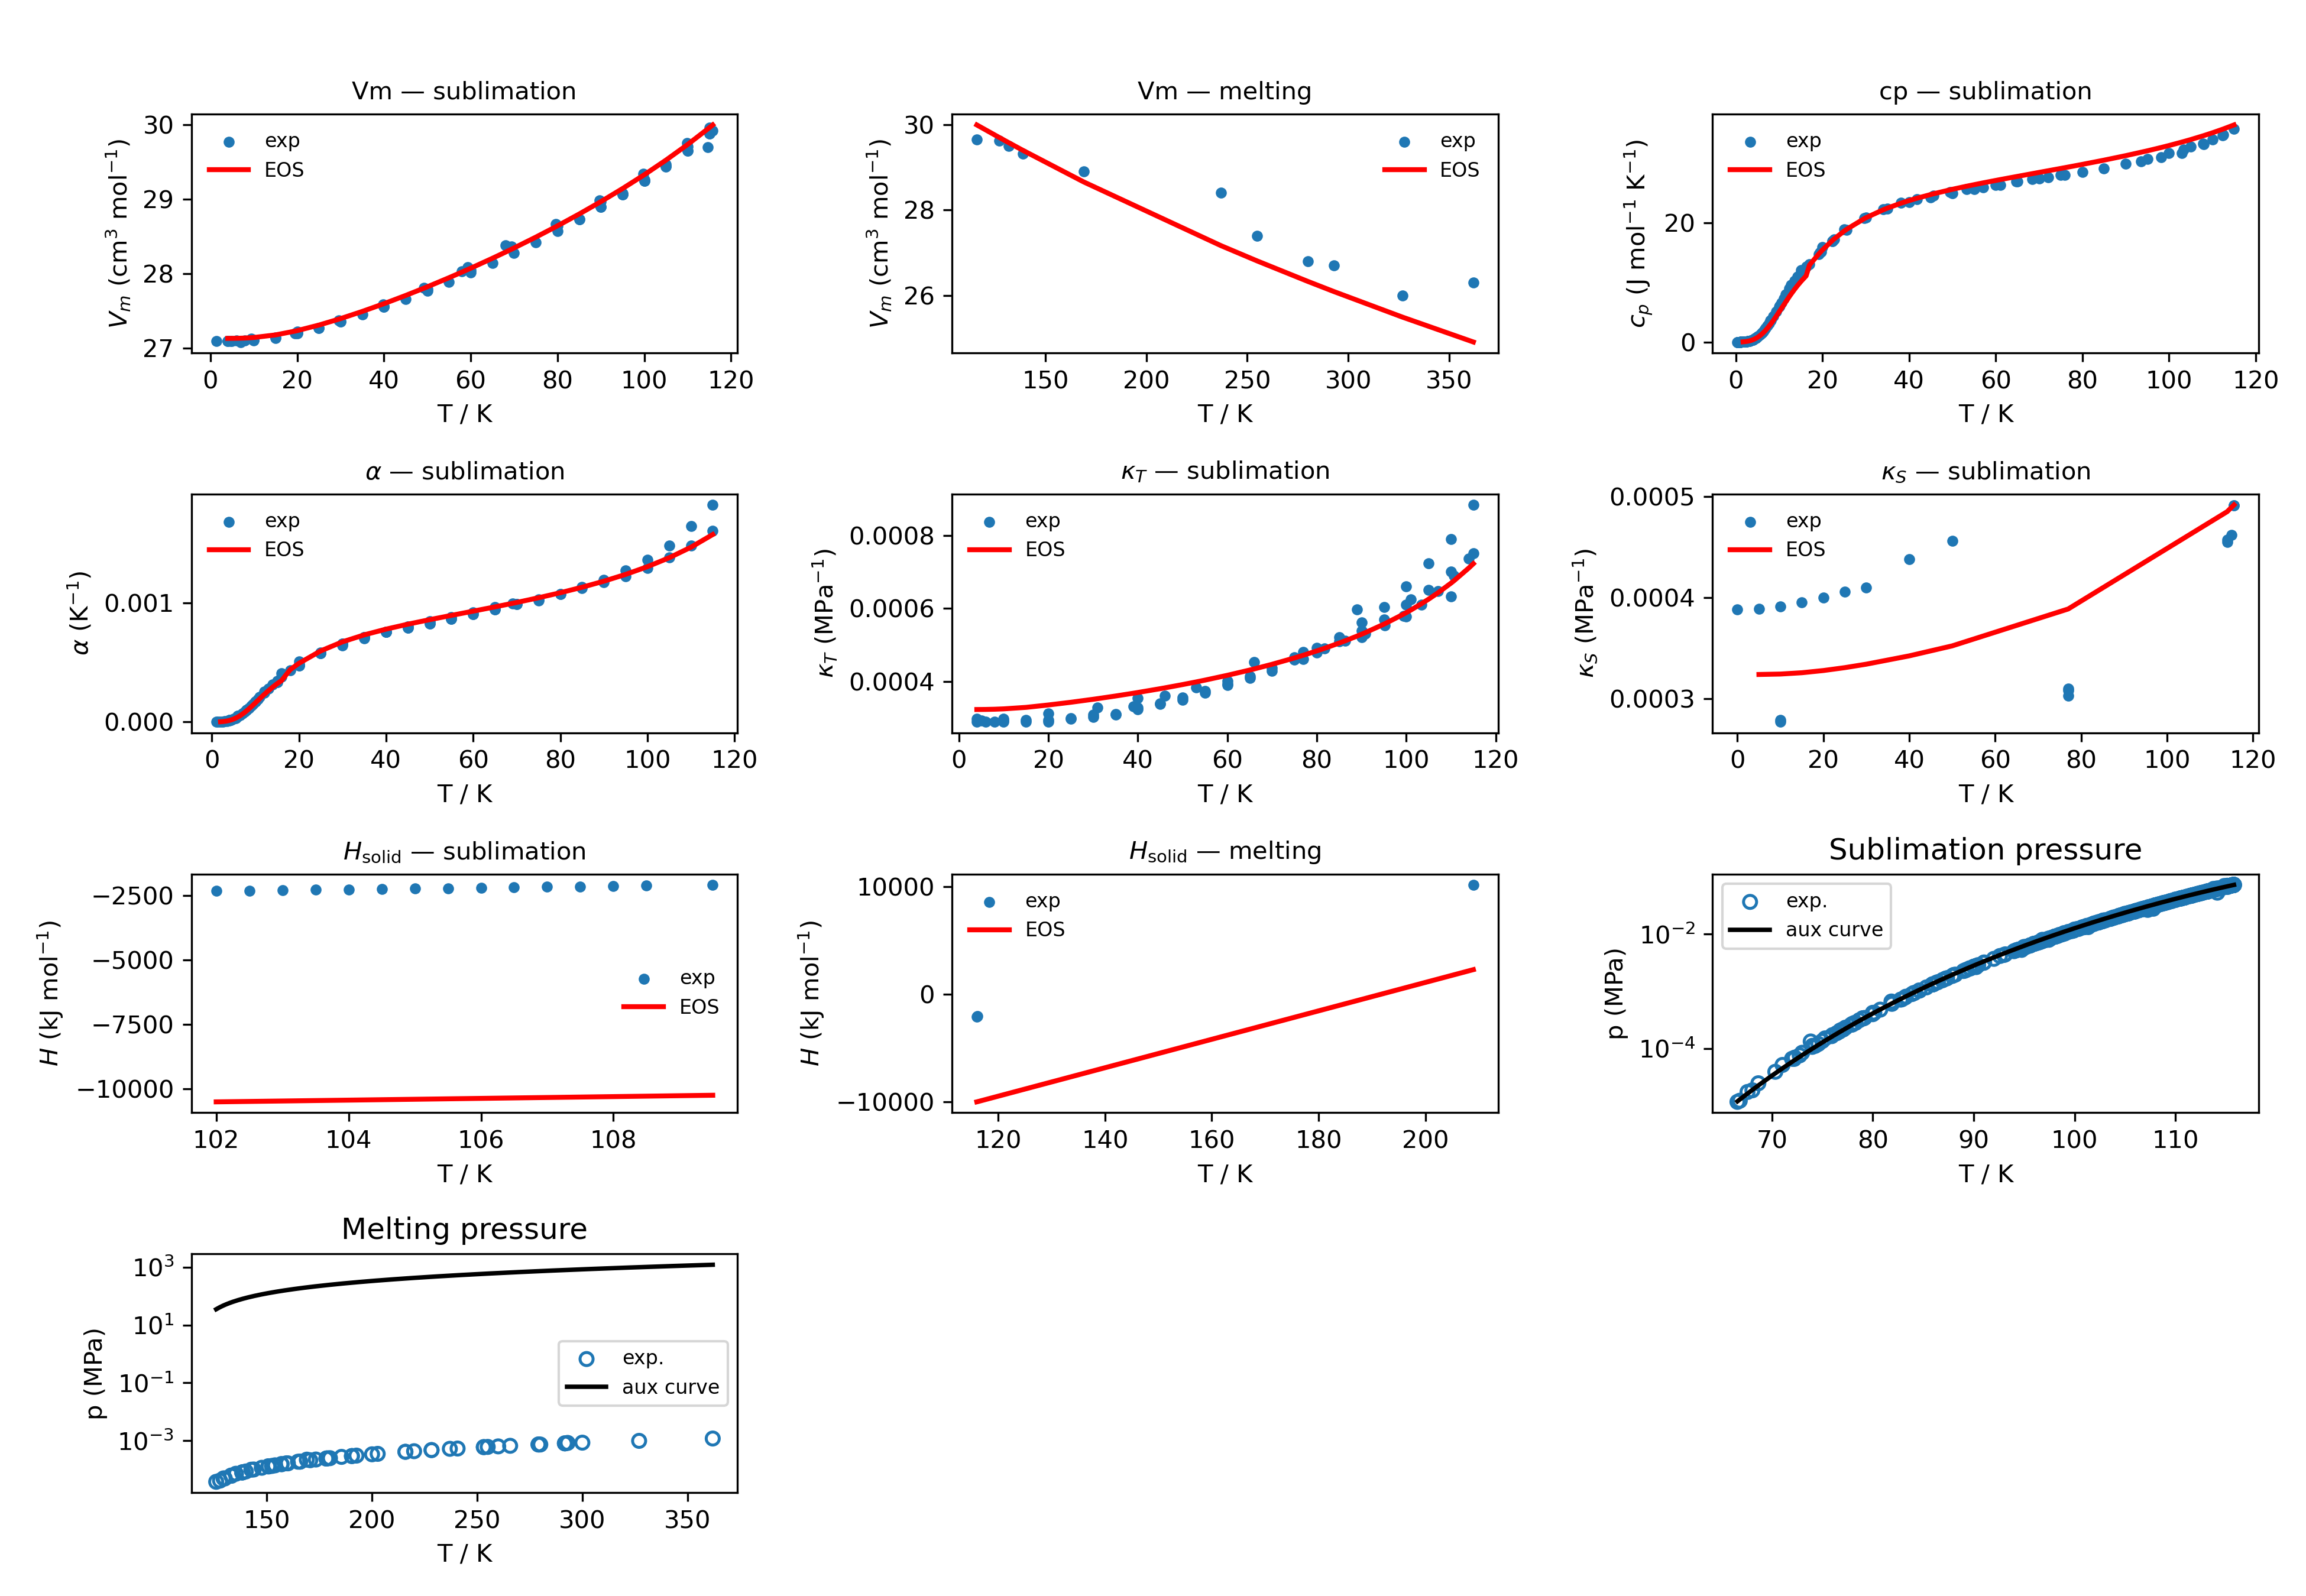 Vm — sublimation
30
29
28
27
V_m (cm³ mol⁻¹)
exp
EOS
0 20 40 60 80 100 120
T / K
Vm — melting
30
28
26
V_m (cm³ mol⁻¹)
exp
EOS
150 200 250 300 350
T / K
cp — sublimation
20
0
c_p (J mol⁻¹ K⁻¹)
exp
EOS
0 20 40 60 80 100 120
T / K
α — sublimation
0.001
0.000
α (K⁻¹)
exp
EOS
0 20 40 60 80 100 120
T / K
κ_T — sublimation
0.0008
0.0006
0.0004
κ_T (MPa⁻¹)
exp
EOS
0 20 40 60 80 100 120
T / K
κ_S — sublimation
0.0005
0.0004
0.0003
κ_S (MPa⁻¹)
exp
EOS
0 20 40 60 80 100 120
T / K
H_solid — sublimation
−2500
−5000
−7500
−10000
H (kJ mol⁻¹)
exp
EOS
102 104 106 108
T / K
H_solid — melting
10000
0
−10000
H (kJ mol⁻¹)
exp
EOS
120 140 160 180 200
T / K
Sublimation pressure
10⁻²
10⁻⁴
p (MPa)
exp.
aux curve
70 80 90 100 110
T / K
Melting pressure
10³
10¹
10⁻¹
10⁻³
p (MPa)
exp.
aux curve
150 200 250 300 350
T / K